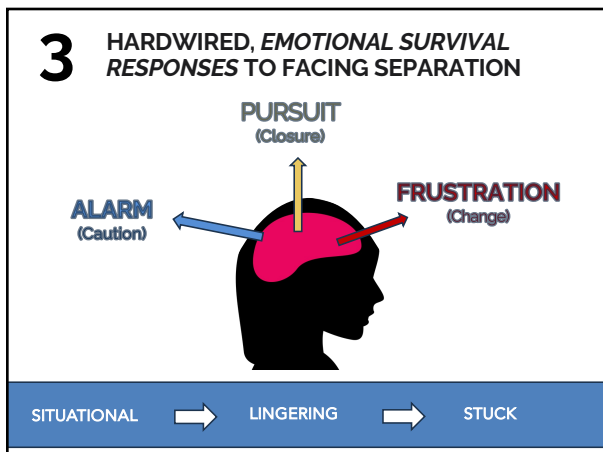 3
HARDWIRED, EMOTIONAL SURVIVAL
RESPONSES TO FACING SEPARATION
PURSUIT
(Closure)
ALARM
(Caution)
FRUSTRATION
(Change)
SITUATIONAL
LINGERING
STUCK